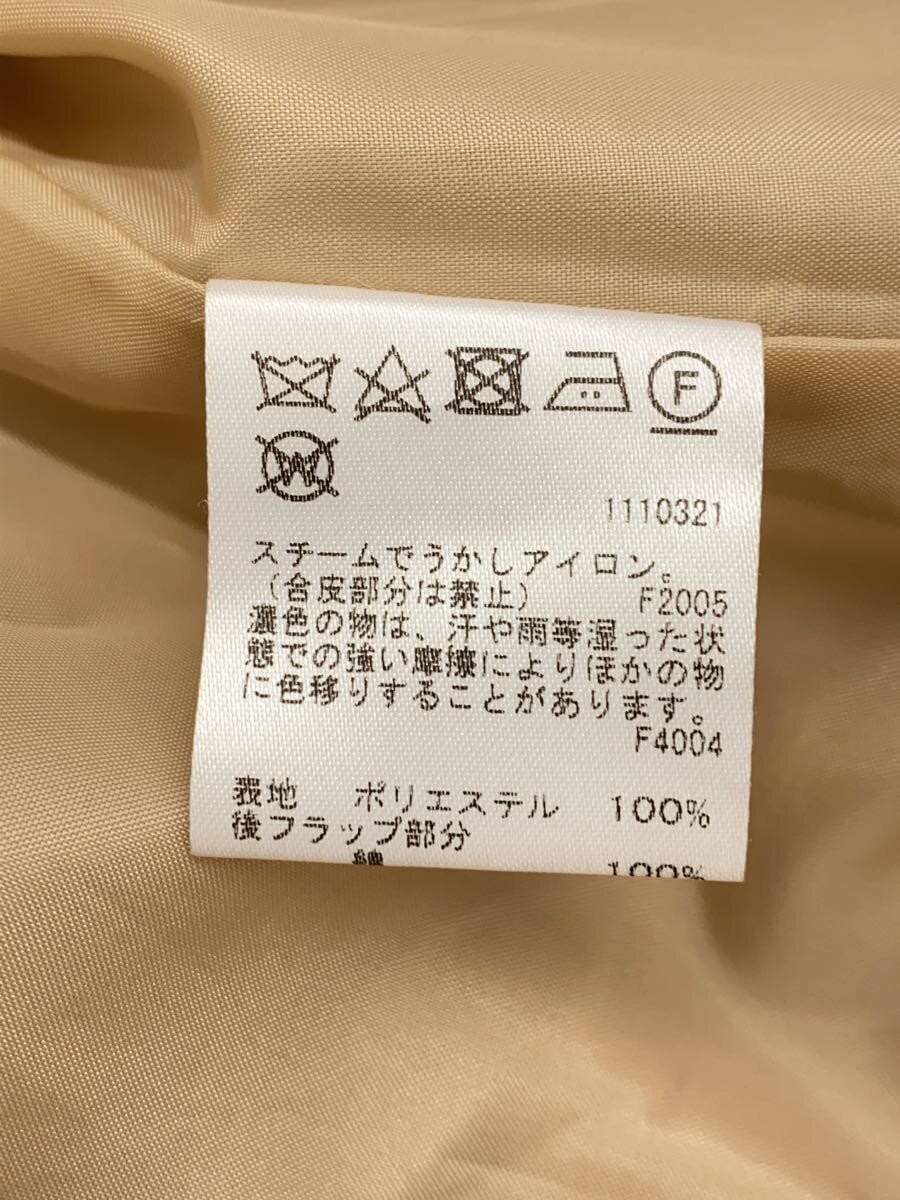 F
W
1110321
スチームでうかしアイロン。
(合皮部分は禁止) F2005
濃色の物は、汗や雨等湿った状
態での強い摩擦によりほかの物
に色移りすることがあります。
F4004
表地 ポリエステル 100%
後フラップ部分
100%